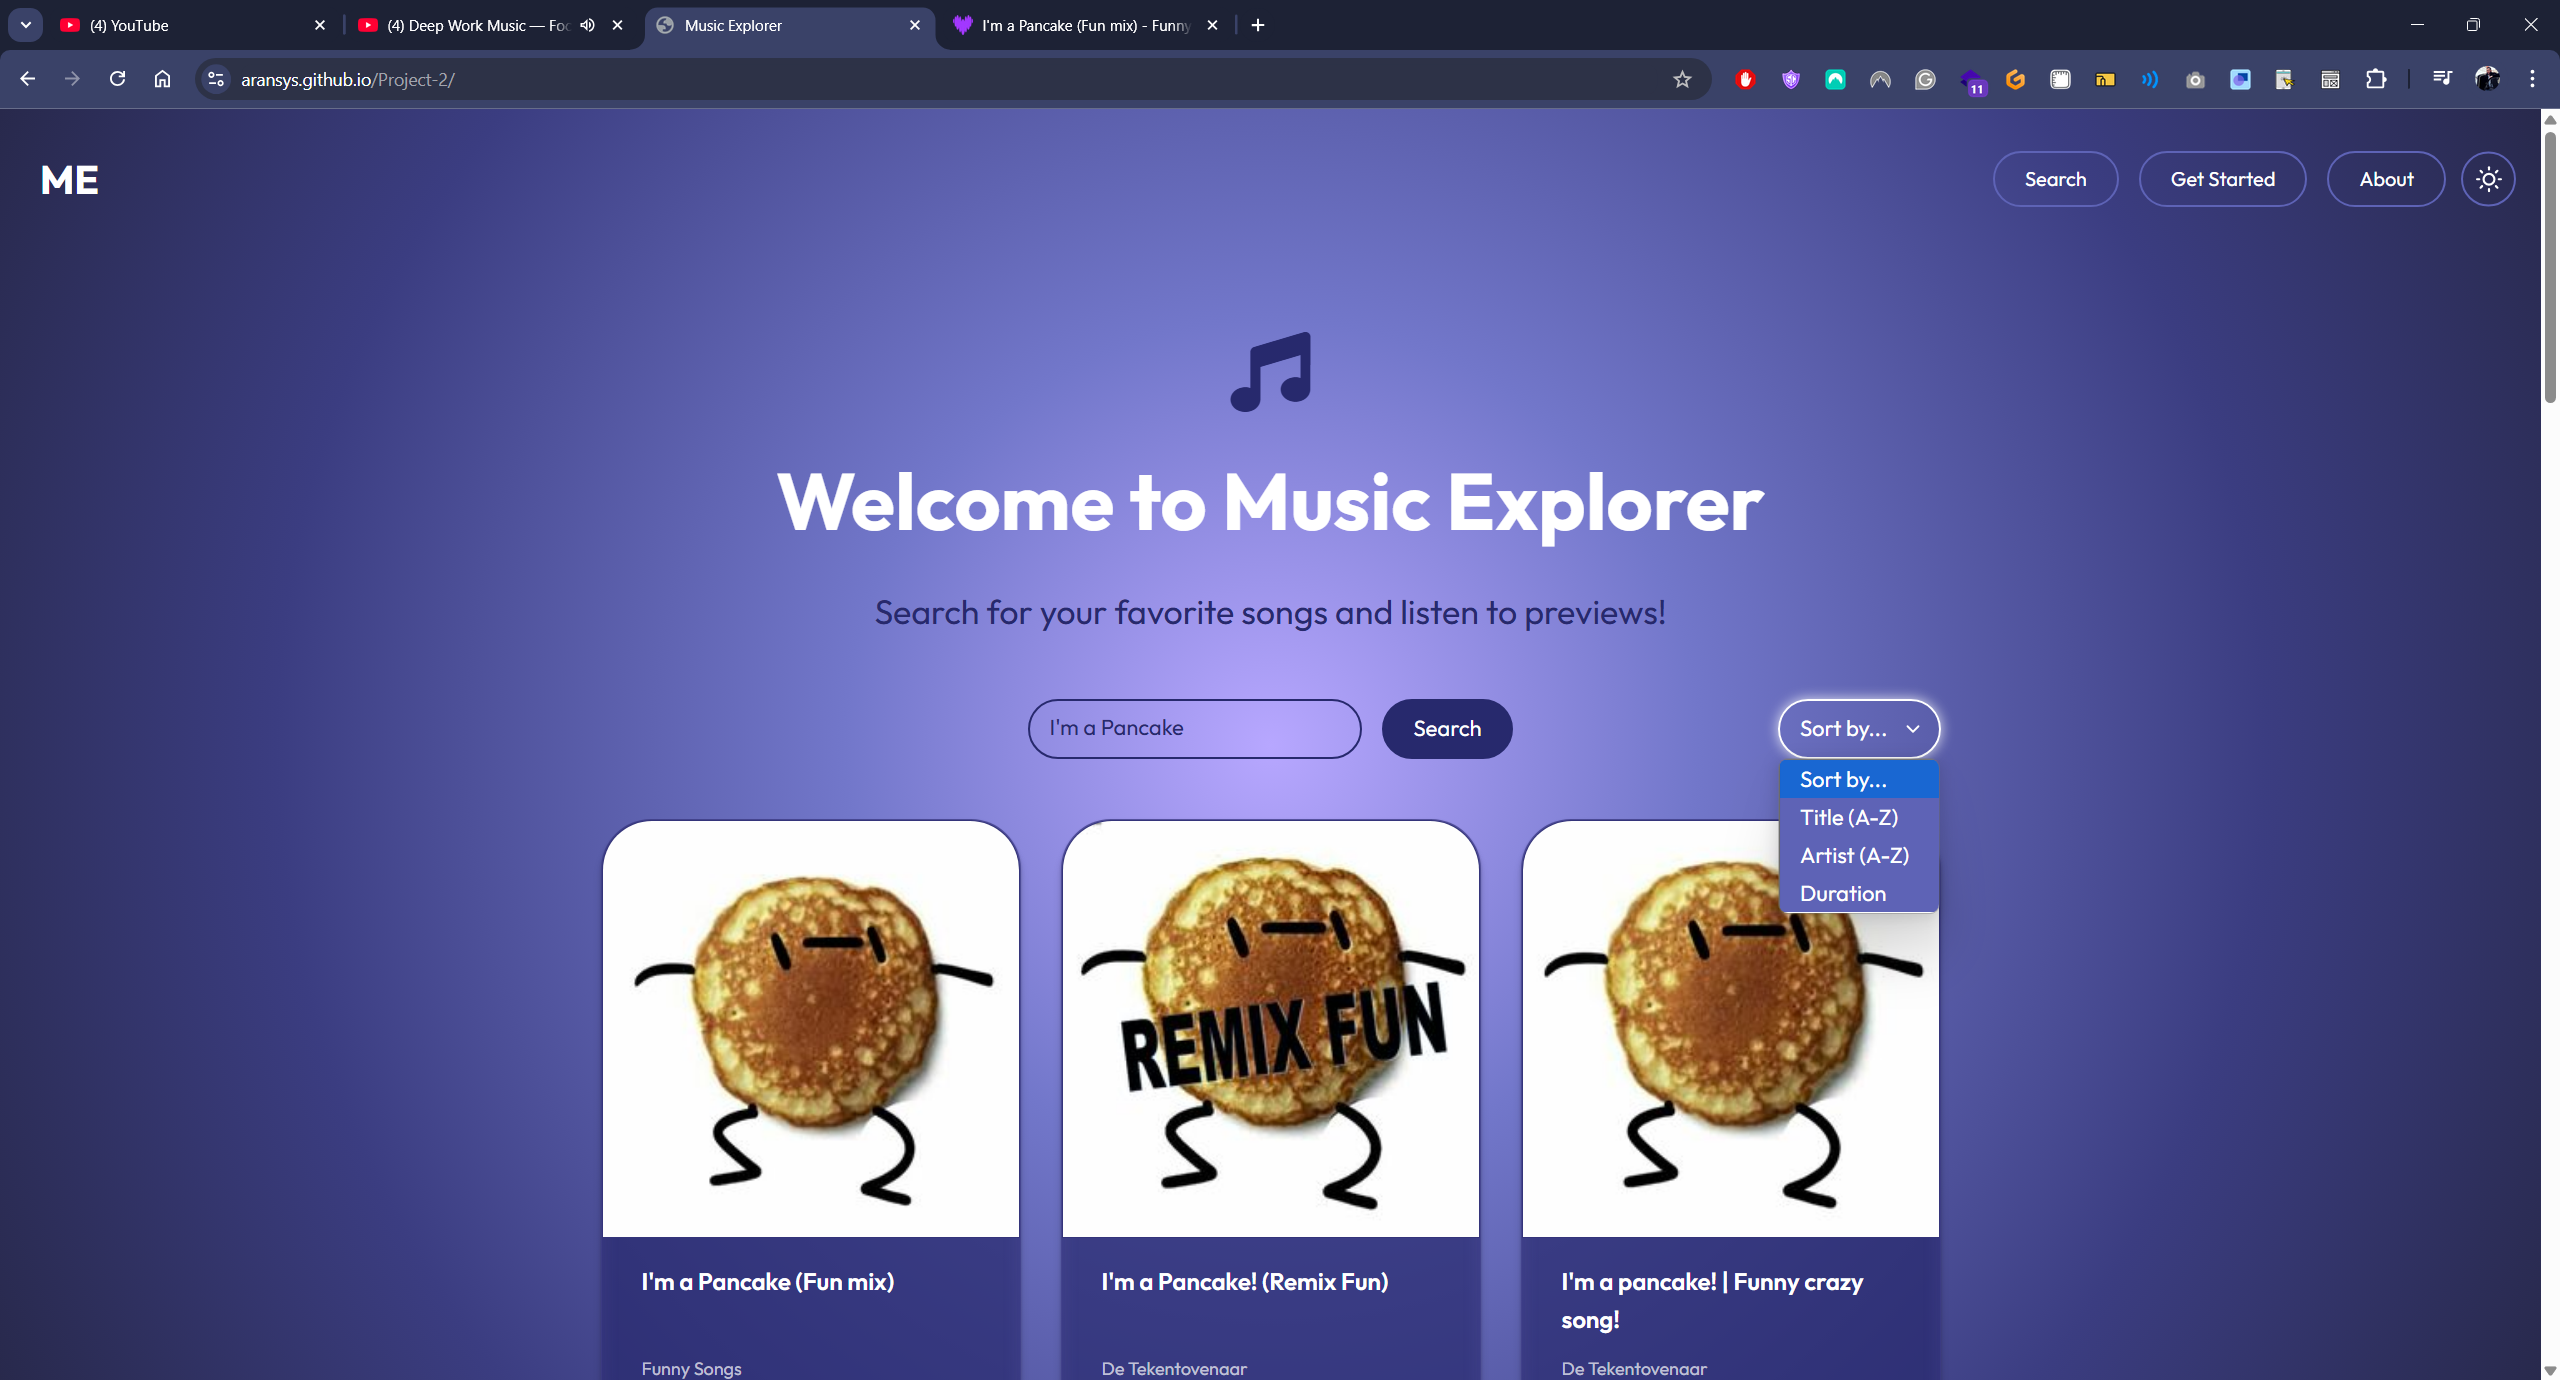 (4) YouTube
(4) Deep Work Music — Foc
Music Explorer
I'm a Pancake (Fun mix) - Funny
aransys.github.io/Project-2/
11
ME
Search
Get Started
About
Welcome to Music Explorer
Search for your favorite songs and listen to previews!
I'm a Pancake
Search
Sort by...
Sort by...
Title (A-Z)
Artist (A-Z)
Duration
REMIX FUN
I'm a Pancake (Fun mix)
Funny Songs
I'm a Pancake! (Remix Fun)
De Tekentovenaar
I'm a pancake! | Funny crazy
song!
De Tekentovenaar